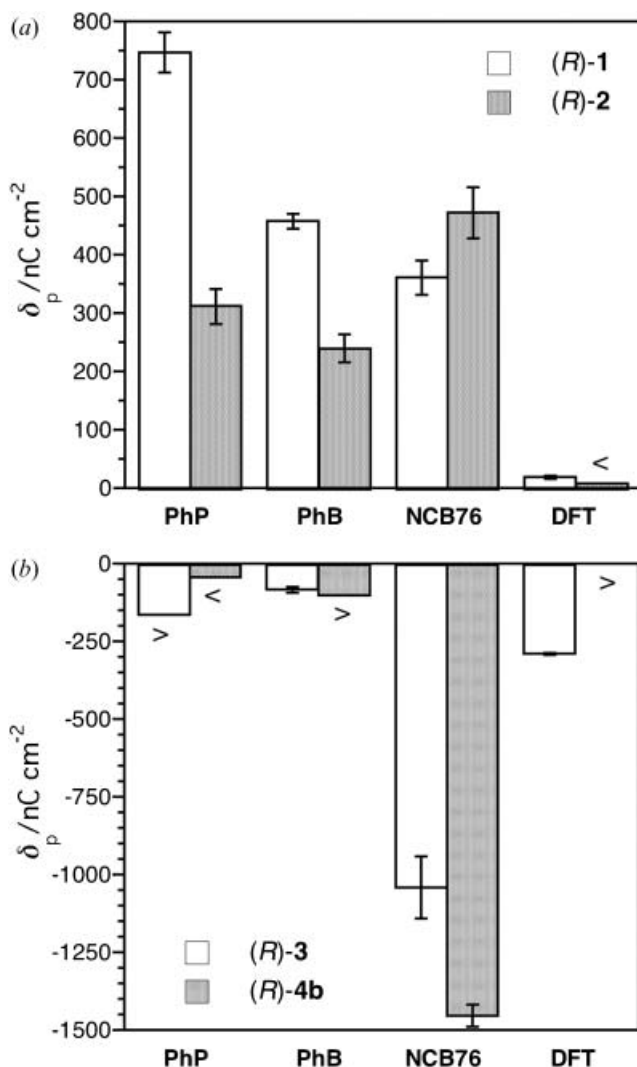 (a)
800
700
600
500
400
300
200
100
0
δp /nC cm-2
(R)-1
(R)-2
<
PhP PhB NCB76 DFT
(b)
0
-250
-500
-750
-1000
-1250
-1500
δp /nC cm-2
> < > >
(R)-3
(R)-4b
PhP PhB NCB76 DFT